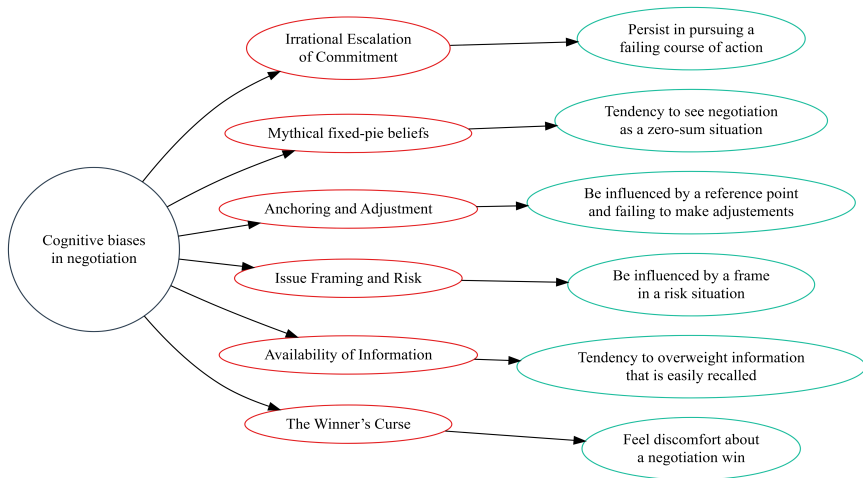 Cognitive biases
in negotiation
Irrational Escalation
of Commitment
Persist in pursuing a
failing course of action
Mythical fixed-pie beliefs
Tendency to see negotiation
as a zero-sum situation
Anchoring and Adjustment
Be influenced by a reference point
and failing to make adjustements
Issue Framing and Risk
Be influenced by a frame
in a risk situation
Availability of Information
Tendency to overweight information
that is easily recalled
The Winner's Curse
Feel discomfort about
a negotiation win